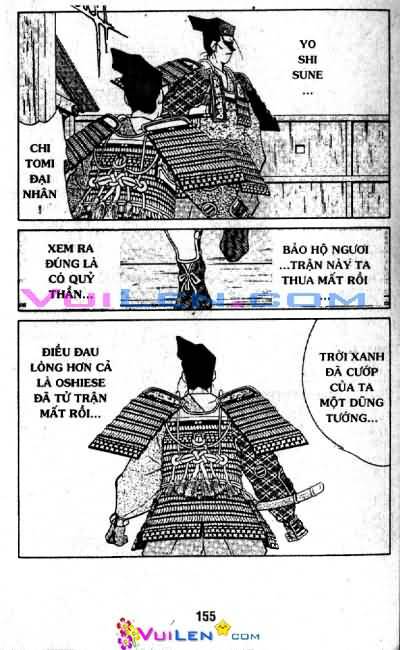 YO
SHI
SUNE
...
CHI
TOMI
ĐẠI
NHÂN
!
BẢO HỘ NGƯƠI
...TRẬN NÀY TA
THUA MẤT RỒI
...
XEM RA
ĐÚNG LÀ
CÓ QUỶ
THẦN...
VUILEN.COM
TRỜI XANH
ĐÃ CƯỚP
CỦA TA
MỘT DŨNG
TƯỚNG...
ĐIỀU ĐAU
LÒNG HƠN CẢ
LÀ OSHIESE
ĐÃ TỬ TRẬN
MẤT RỒI...
155
VUILEN.COM